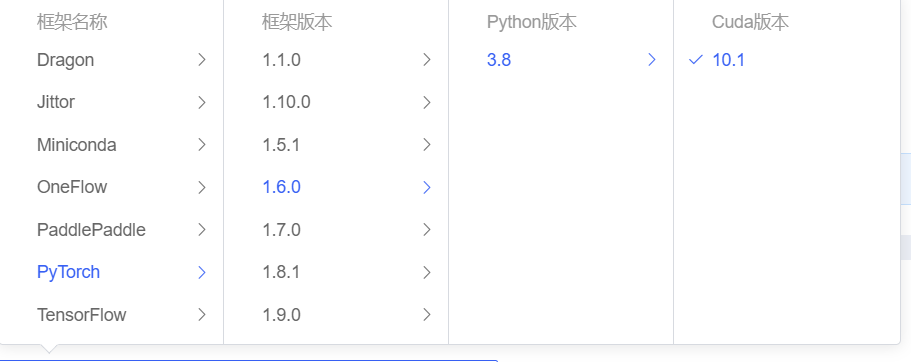 框架名称 框架版本 Python版本 Cuda版本
Dragon 1.1.0 3.8 10.1
Jittor 1.10.0
Miniconda 1.5.1
OneFlow 1.6.0
PaddlePaddle 1.7.0
PyTorch 1.8.1
TensorFlow 1.9.0